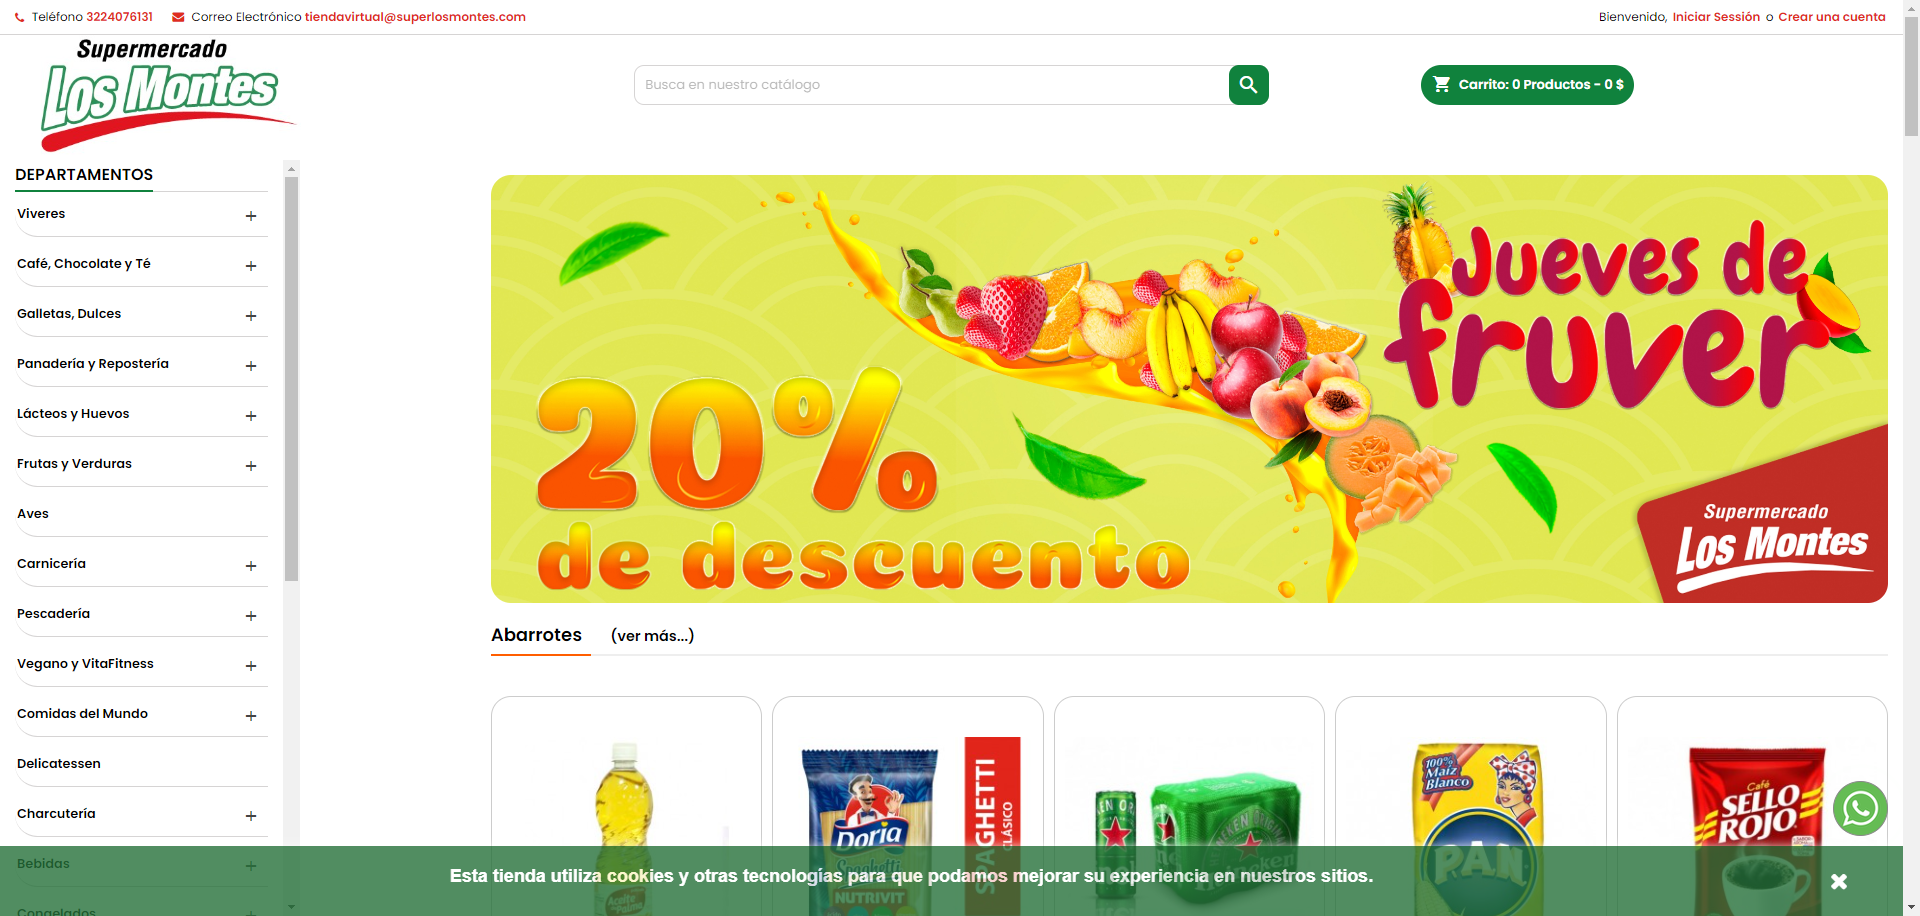 Teléfono 3224076131 Correo Electrónico tiendavirtual@superlosmontes.com
Bienvenido, Iniciar Sessión o Crear una cuenta
Supermercado
Los Montes
Busca en nuestro catálogo
Carrito: 0 Productos - 0 $
DEPARTAMENTOS
Viveres
Café, Chocolate y Té
Galletas, Dulces
Panadería y Repostería
Lácteos y Huevos
Frutas y Verduras
Aves
Carnicería
Pescadería
Vegano y VitaFitness
Comidas del Mundo
Delicatessen
Charcutería
Bebidas
Congelados
Jueves de
fruver
20%
de descuento
Supermercado
Los Montes
Abarrotes (ver más...)
Doria
Spaghetti
NUTRIVIT
SPAGHETTI
CLÁSICO
Heineken
100%
Maíz
Blanco
PAN
Café
SELLO
ROJO
Aceite
de Palma
Esta tienda utiliza cookies y otras tecnologías para que podamos mejorar su experiencia en nuestros sitios.